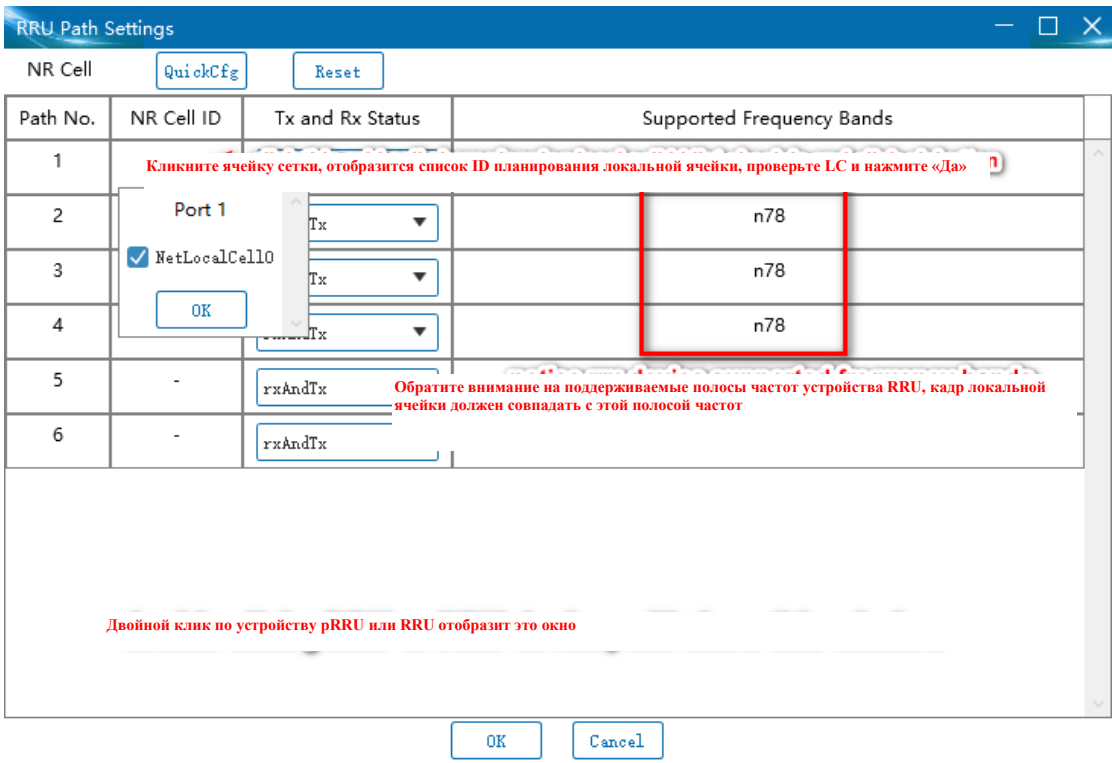 RRU Path Settings
NR Cell QuickCfg Reset
Path No. NR Cell ID Tx and Rx Status Supported Frequency Bands
1
Кликните ячейку сетки, отобразится список ID планирования локальной ячейки, проверьте LC и нажмите «Да»
Port 1
2 Tx n78
NetLocalCell0
3 Tx n78
OK
4 Tx n78
5 - rxAndTx
Обратите внимание на поддерживаемые полосы частот устройства RRU, кадр локальной
ячейки должен совпадать с этой полосой частот
6 - rxAndTx
Двойной клик по устройству pRRU или RRU отобразит это окно
OK Cancel